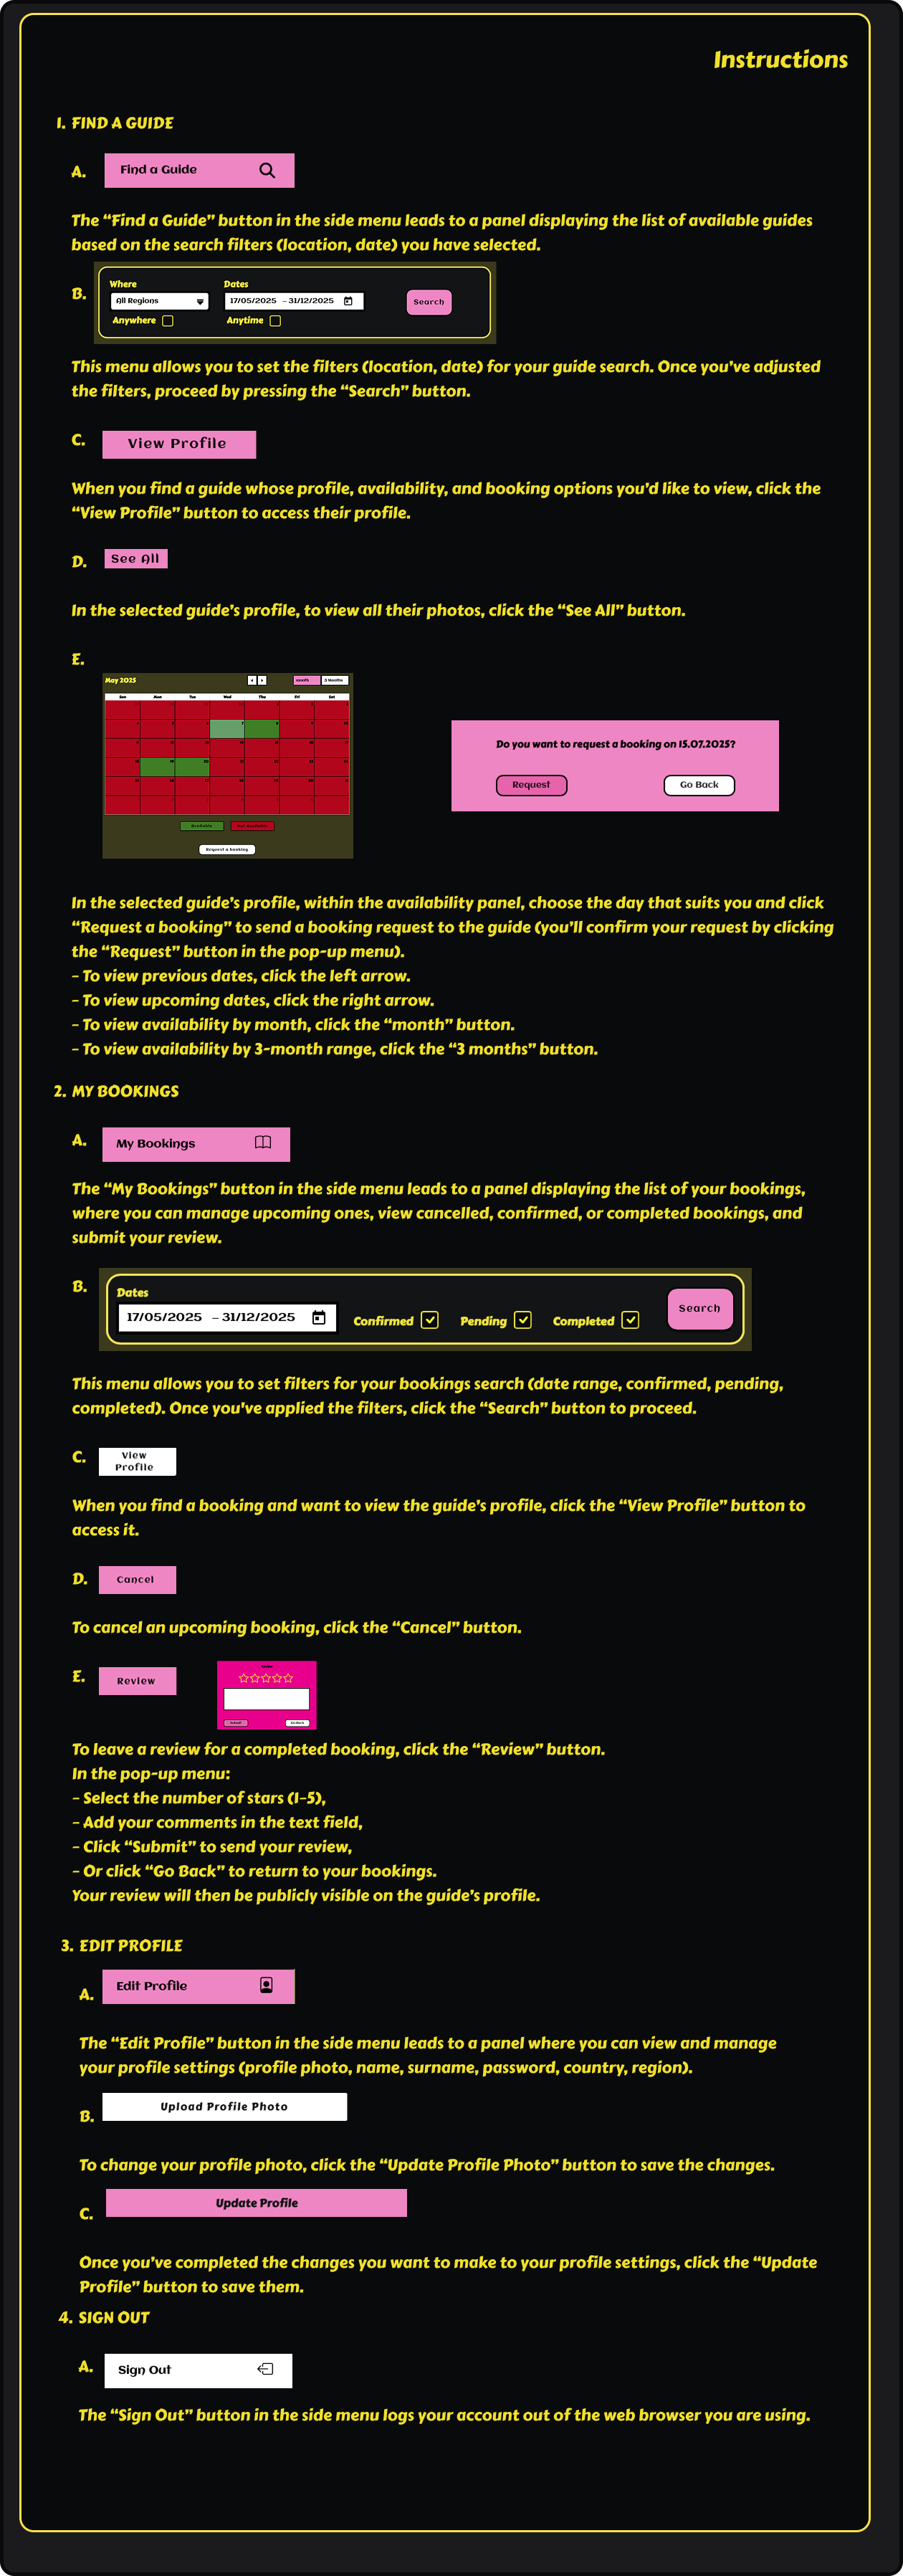 Instructions
1. FIND A GUIDE
A. Find a Guide
The “Find a Guide” button in the side menu leads to a panel displaying the list of available guides
based on the search filters (location, date) you have selected.
B.
Where Dates
All Regions 17/05/2025 – 31/12/2025 Search
Anywhere Anytime
This menu allows you to set the filters (location, date) for your guide search. Once you’ve adjusted
the filters, proceed by pressing the “Search” button.
C. View Profile
When you find a guide whose profile, availability, and booking options you’d like to view, click the
“View Profile” button to access their profile.
D. See All
In the selected guide’s profile, to view all their photos, click the “See All” button.
E.
May 2025 month 3 Months
Sun Mon Tue Wed Thu Fri Sat
Available Not Available
Request a booking
Do you want to request a booking on 15.07.2025?
Request Go Back
In the selected guide’s profile, within the availability panel, choose the day that suits you and click
“Request a booking” to send a booking request to the guide (you’ll confirm your request by clicking
the “Request” button in the pop-up menu).
– To view previous dates, click the left arrow.
– To view upcoming dates, click the right arrow.
– To view availability by month, click the “month” button.
– To view availability by 3-month range, click the “3 months” button.
2. MY BOOKINGS
A. My Bookings
The “My Bookings” button in the side menu leads to a panel displaying the list of your bookings,
where you can manage upcoming ones, view cancelled, confirmed, or completed bookings, and
submit your review.
B.
Dates
17/05/2025 – 31/12/2025 Confirmed Pending Completed Search
This menu allows you to set filters for your bookings search (date range, confirmed, pending,
completed). Once you've applied the filters, click the “Search” button to proceed.
C. View
Profile
When you find a booking and want to view the guide’s profile, click the “View Profile” button to
access it.
D. Cancel
To cancel an upcoming booking, click the “Cancel” button.
E. Review
Submit Go Back
To leave a review for a completed booking, click the “Review” button.
In the pop-up menu:
– Select the number of stars (1–5),
– Add your comments in the text field,
– Click “Submit” to send your review,
– Or click “Go Back” to return to your bookings.
Your review will then be publicly visible on the guide’s profile.
3. EDIT PROFILE
A. Edit Profile
The “Edit Profile” button in the side menu leads to a panel where you can view and manage
your profile settings (profile photo, name, surname, password, country, region).
B. Upload Profile Photo
To change your profile photo, click the “Update Profile Photo” button to save the changes.
C. Update Profile
Once you’ve completed the changes you want to make to your profile settings, click the “Update
Profile” button to save them.
4. SIGN OUT
A. Sign Out
The “Sign Out” button in the side menu logs your account out of the web browser you are using.